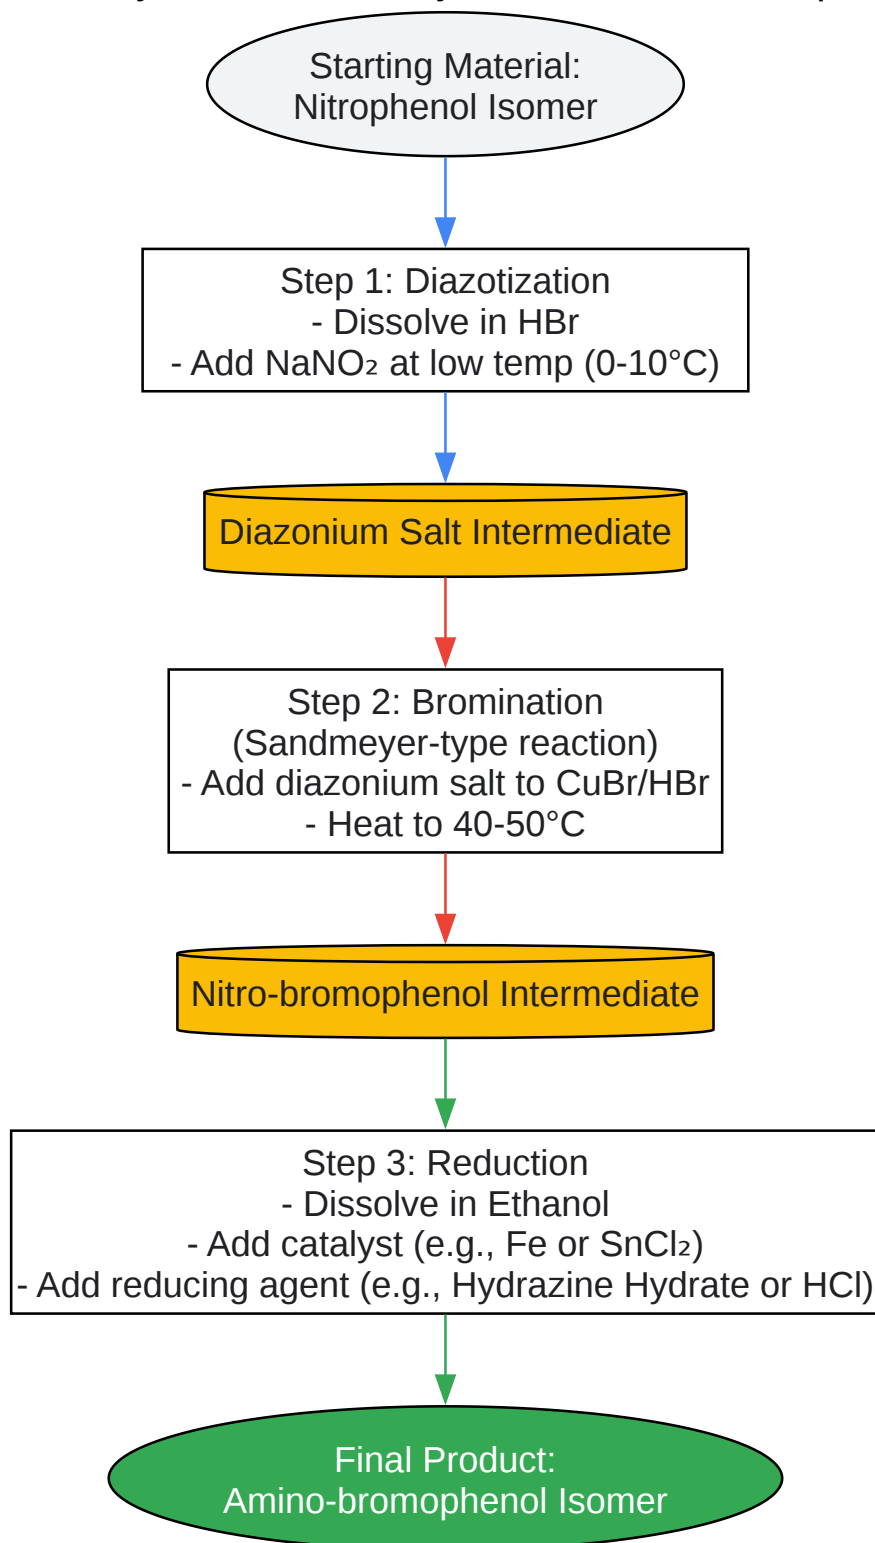 Starting Material:
Nitrophenol Isomer
Step 1: Diazotization
- Dissolve in HBr
- Add NaNO₂ at low temp (0-10°C)
Diazonium Salt Intermediate
Step 2: Bromination
(Sandmeyer-type reaction)
- Add diazonium salt to CuBr/HBr
- Heat to 40-50°C
Nitro-bromophenol Intermediate
Step 3: Reduction
- Dissolve in Ethanol
- Add catalyst (e.g., Fe or SnCl₂)
- Add reducing agent (e.g., Hydrazine Hydrate or HCl)
Final Product:
Amino-bromophenol Isomer